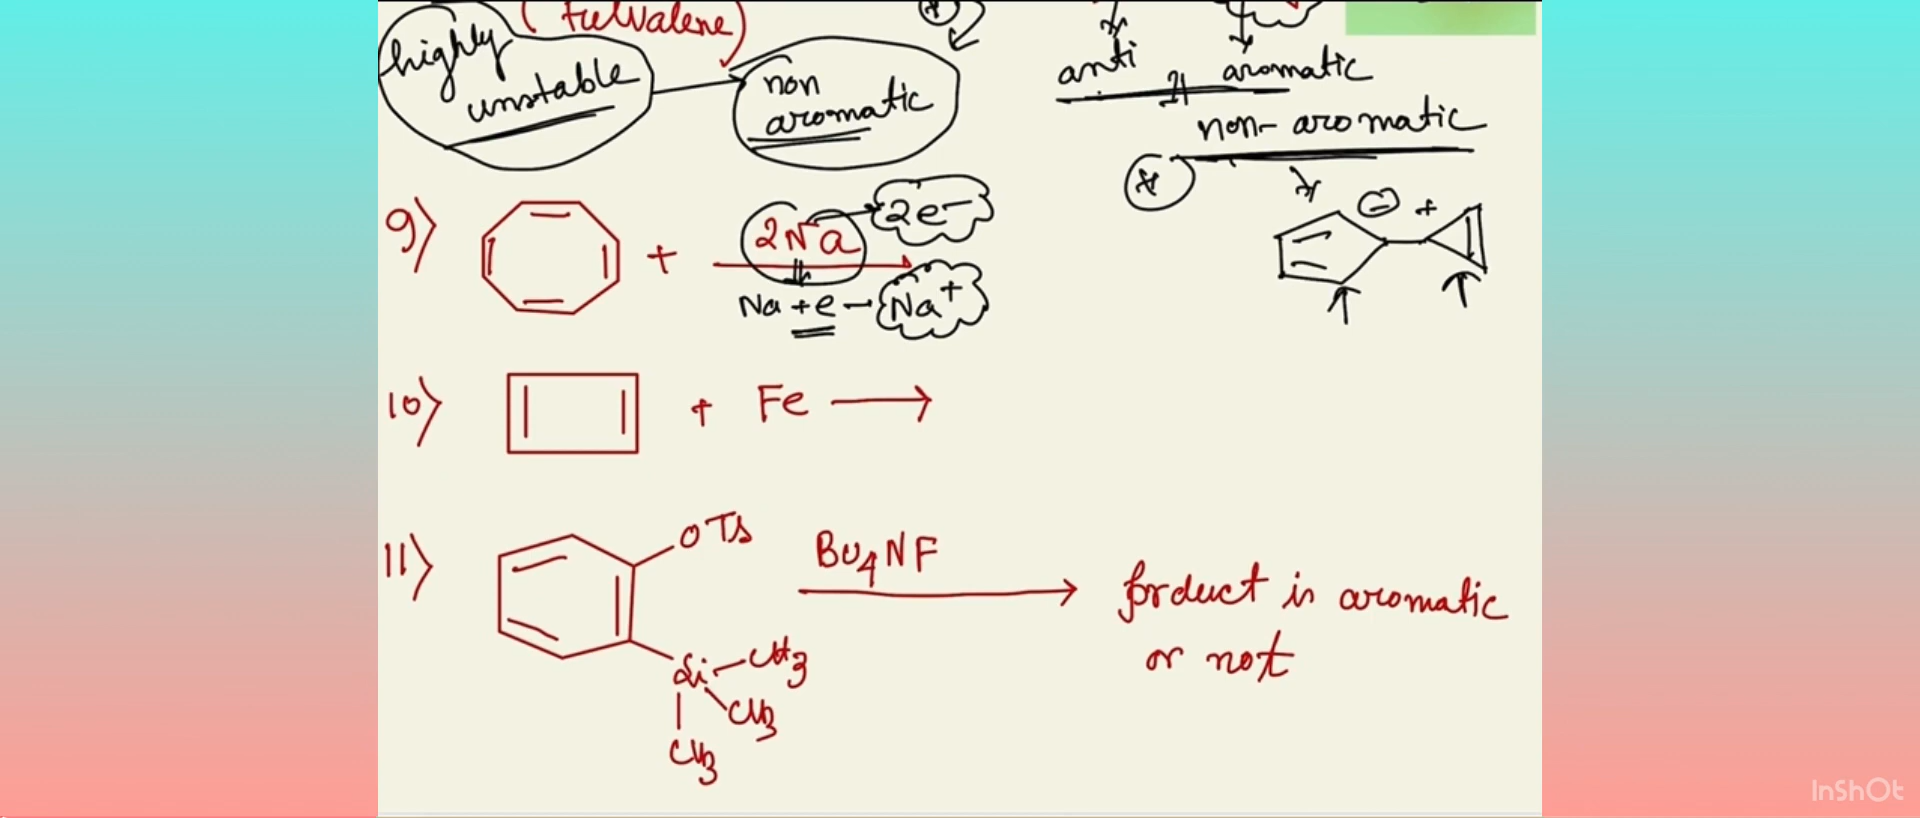 (fulvalene)
highly
unstable
non
aromatic
anti
aromatic
non-aromatic
9)
+
2Na
2e−
Na + e → Na+
⊖ +
10)
+ Fe →
11)
OTs
Bu4NF
Si
CH3
CH3
CH3
forduct is aromatic
or not
InShOt